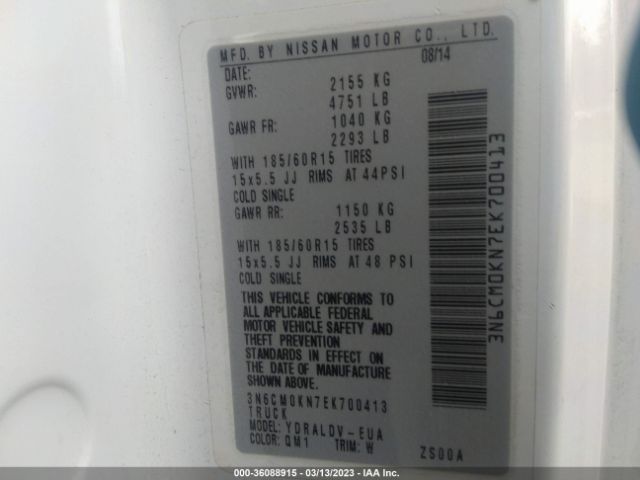 MFD. BY NISSAN MOTOR CO., LTD.
DATE: 08/14
GVWR: 2155 KG
4751 LB
GAWR FR: 1040 KG
2293 LB
WITH 185/60R15 TIRES
15x5.5 JJ RIMS AT 44PSI
COLD SINGLE
GAWR RR: 1150 KG
2535 LB
WITH 185/60R15 TIRES
15x5.5 JJ RIMS AT 48 PSI
COLD SINGLE
THIS VEHICLE CONFORMS TO
ALL APPLICABLE FEDERAL
MOTOR VEHICLE SAFETY AND
THEFT PREVENTION
STANDARDS IN EFFECT ON
THE DATE OF MANUFACTURE
SHOWN ABOVE.
3N6CM0KN7EK700413
TRUCK
MODEL: YDRALDV-EUA
COLOR: QM1 TRIM: W ZS00A
3N6CM0KN7EK700413
000-36088915 - 03/13/2023 - IAA, Inc.